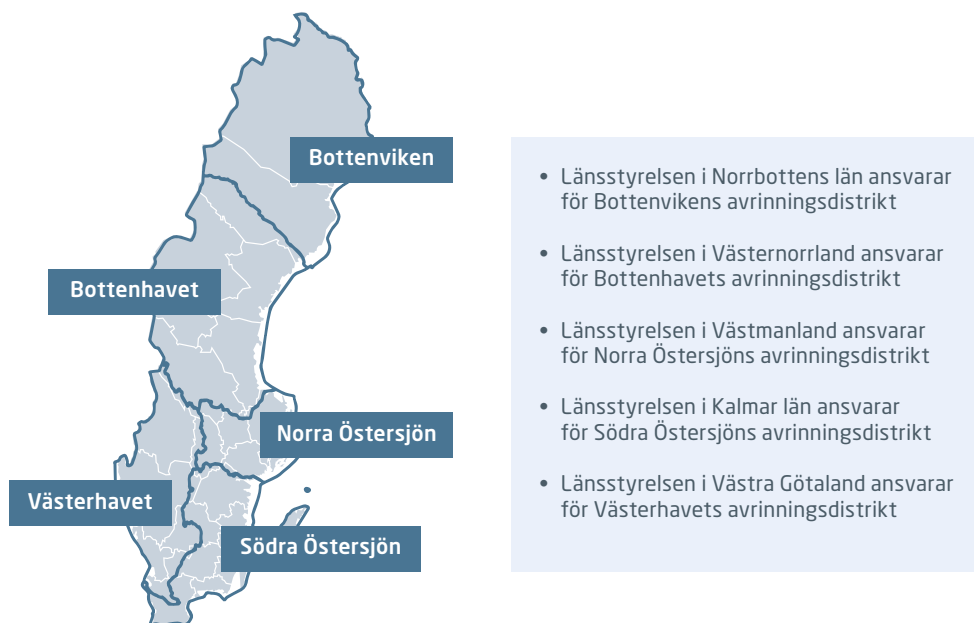 Bottenviken
Bottenhavet
Norra Östersjön
Västerhavet
Södra Östersjön
• Länsstyrelsen i Norrbottens län ansvarar
för Bottenvikens avrinningsdistrikt
• Länsstyrelsen i Västernorrland ansvarar
för Bottenhavets avrinningsdistrikt
• Länsstyrelsen i Västmanland ansvarar
för Norra Östersjöns avrinningsdistrikt
• Länsstyrelsen i Kalmar län ansvarar
för Södra Östersjöns avrinningsdistrikt
• Länsstyrelsen i Västra Götaland ansvarar
för Västerhavets avrinningsdistrikt